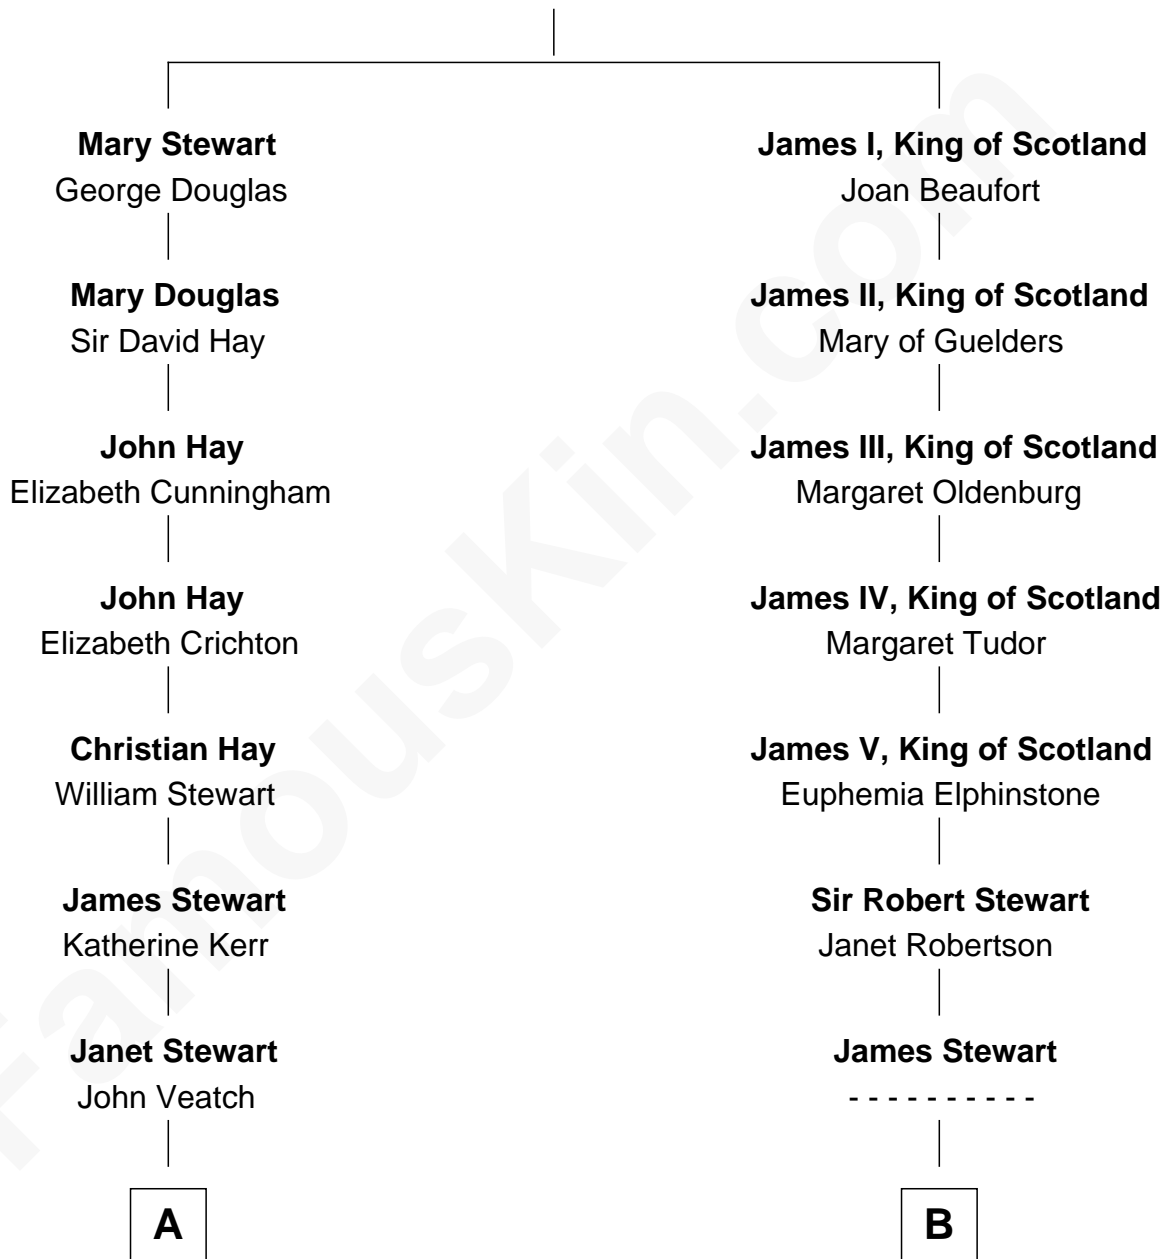 Mary Stewart
George Douglas
Mary Douglas
Sir David Hay
John Hay
Elizabeth Cunningham
John Hay
Elizabeth Crichton
Christian Hay
William Stewart
James Stewart
Katherine Kerr
Janet Stewart
John Veatch
A
James I, King of Scotland
Joan Beaufort
James II, King of Scotland
Mary of Guelders
James III, King of Scotland
Margaret Oldenburg
James IV, King of Scotland
Margaret Tudor
James V, King of Scotland
Euphemia Elphinstone
Sir Robert Stewart
Janet Robertson
James Stewart
- - - - - - - - - -
B
FamousKin.com